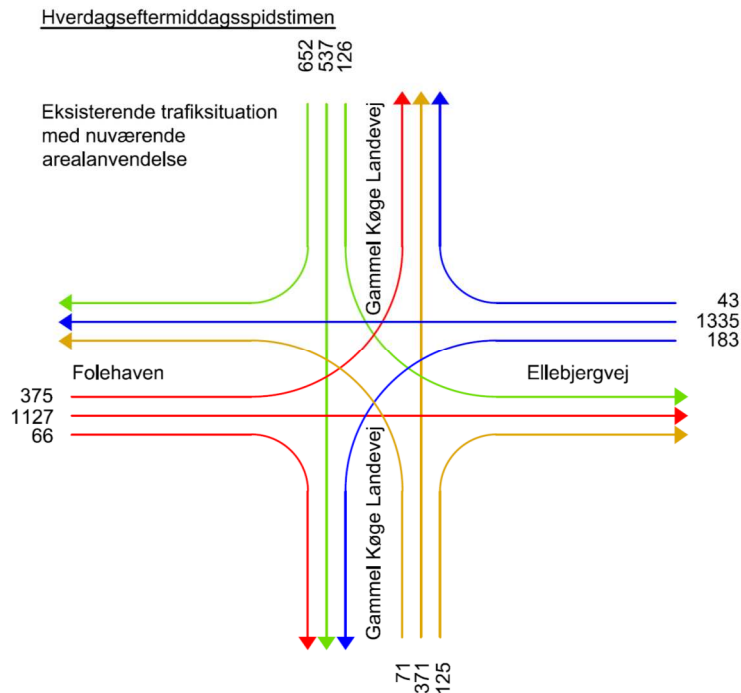 Hverdagseftermiddagsspidstimen
652
537
126
Eksisterende trafiksituation
med nuværende
arealanvendelse
Gammel Køge Landevej
43
1335
183
Folehaven
Ellebjergvej
375
1127
66
Gammel Køge Landevej
71
371
125